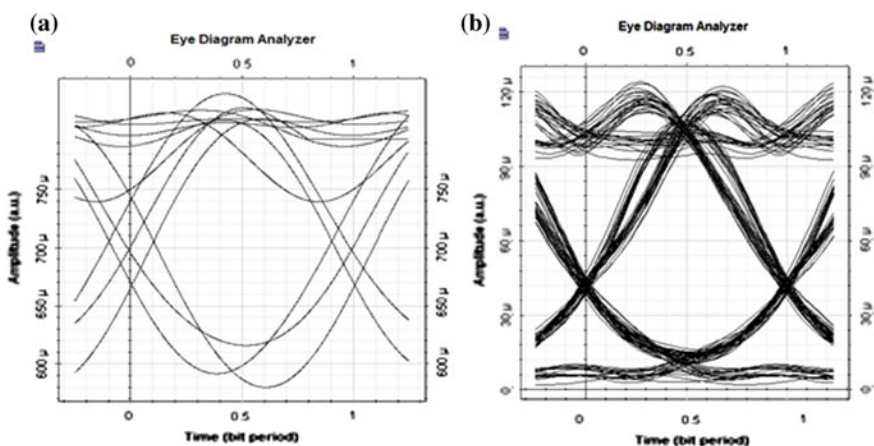 (a)
Eye Diagram Analyzer
0 0.5 1
Amplitude (a.u.)
750 µ
700 µ
650 µ
600 µ
750 µ
700 µ
650 µ
600 µ
0 0.5 1
Time (bit period)
(b)
Eye Diagram Analyzer
0 0.5 1
Amplitude (a.u.)
120 µ
90 µ
60 µ
30 µ
0
120 µ
90 µ
60 µ
30 µ
0
0 0.5 1
Time (bit period)